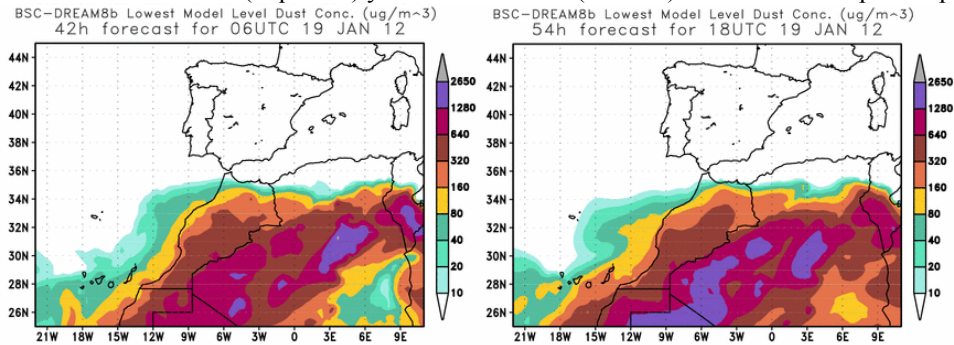 BSC-DREAM8b Lowest Model Level Dust Conc. (ug/m^3)
42h forecast for 06UTC 19 JAN 12
44N
42N
40N
38N
36N
34N
32N
30N
28N
26N
21W 18W 15W 12W 9W 6W 3W 0 3E 6E 9E
2650
1280
640
320
160
80
40
20
10
BSC-DREAM8b Lowest Model Level Dust Conc. (ug/m^3)
54h forecast for 18UTC 19 JAN 12
44N
42N
40N
38N
36N
34N
32N
30N
28N
26N
21W 18W 15W 12W 9W 6W 3W 0 3E 6E 9E
2650
1280
640
320
160
80
40
20
10